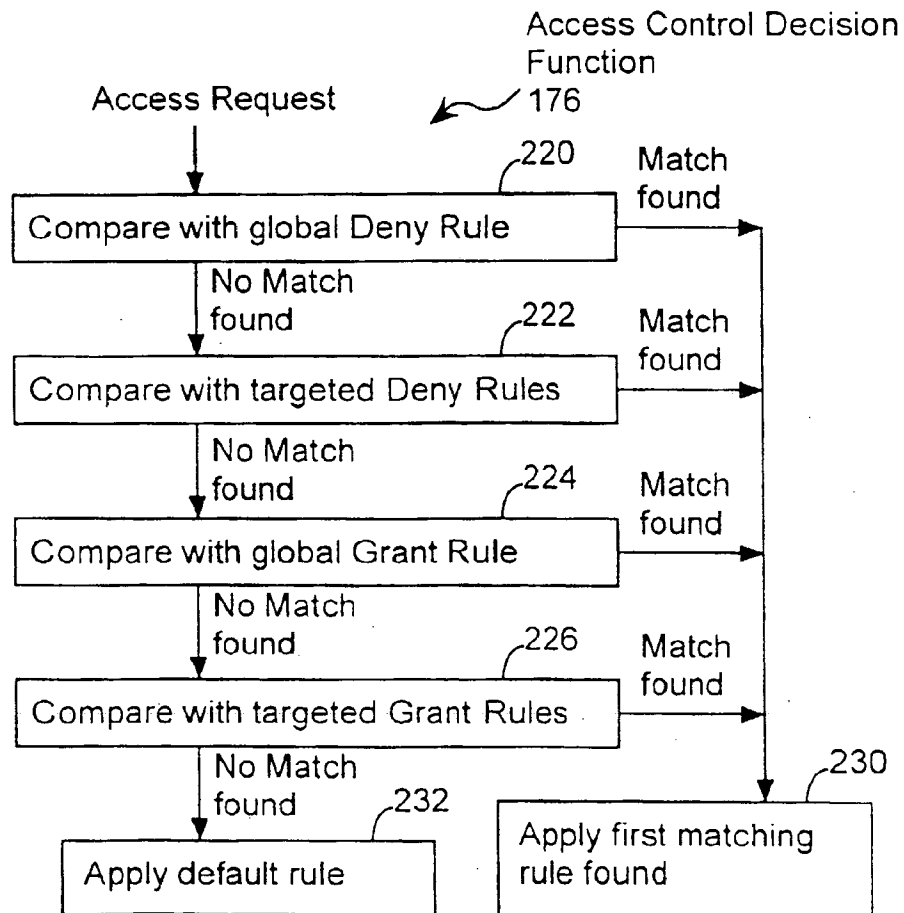 Access Control Decision
Function
176
Access Request
220
Match
found
Compare with global Deny Rule
No Match
found
222
Match
found
Compare with targeted Deny Rules
No Match
found
224
Match
found
Compare with global Grant Rule
No Match
found
226
Match
found
Compare with targeted Grant Rules
No Match
found
232
230
Apply default rule
Apply first matching
rule found